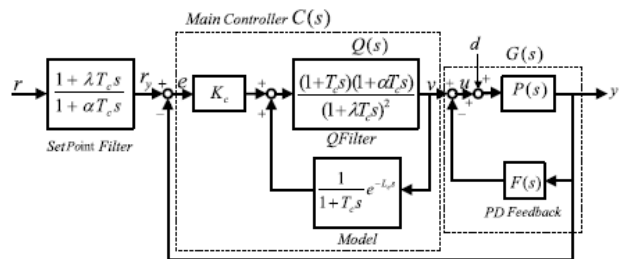 Main Controller C(s)
Q(s)
d
G(s)
r
(1 + λT_c s) / (1 + αT_c s)
r_y
+
−
e
K_c
+
+
((1+T_c s)(1+αT_c s)) / (1+λT_c s)^2
v
+
−
u
+
+
P(s)
y
SetPoint Filter
QFilter
(1 / (1+T_c s)) e^{-L_c s}
F(s)
PD Feedback
Model